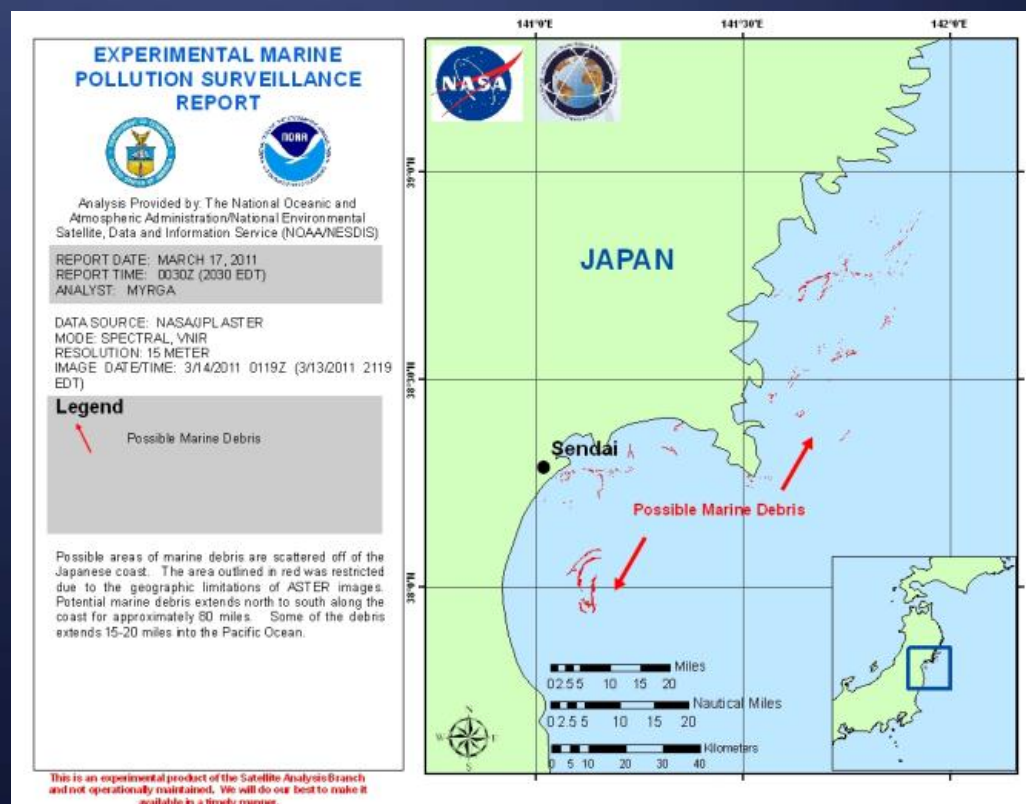 EXPERIMENTAL MARINE
POLLUTION SURVEILLANCE
REPORT
NOAA
Analysis Provided by: The National Oceanic and
Atmospheric Administration/National Environmental
Satellite, Data and Information Service (NOAA/NESDIS)
REPORT DATE: MARCH 17, 2011
REPORT TIME: 0030Z (2030 EDT)
ANALYST: MYRGA
DATA SOURCE: NASA/JPL ASTER
MODE: SPECTRAL, VNIR
RESOLUTION: 15 METER
IMAGE DATE/TIME: 3/14/2011 0119Z (3/13/2011 2119
EDT)
Legend
Possible Marine Debris
Possible areas of marine debris are scattered off of the
Japanese coast. The area outlined in red was restricted
due to the geographic limitations of ASTER images.
Potential marine debris extends north to south along the
coast for approximately 80 miles. Some of the debris
extends 15-20 miles into the Pacific Ocean.
This is an experimental product of the Satellite Analysis Branch
and not operationally maintained. We will do our best to make it
available in a timely manner.
141°0'E
141°30'E
142°0'E
NASA
39°0'N
JAPAN
38°30'N
Sendai
Possible Marine Debris
38°0'N
Miles
0 2.5 5 10 15 20
Nautical Miles
0 2.5 5 10 15 20
Kilometers
0 5 10 20 30 40
N
W E
S